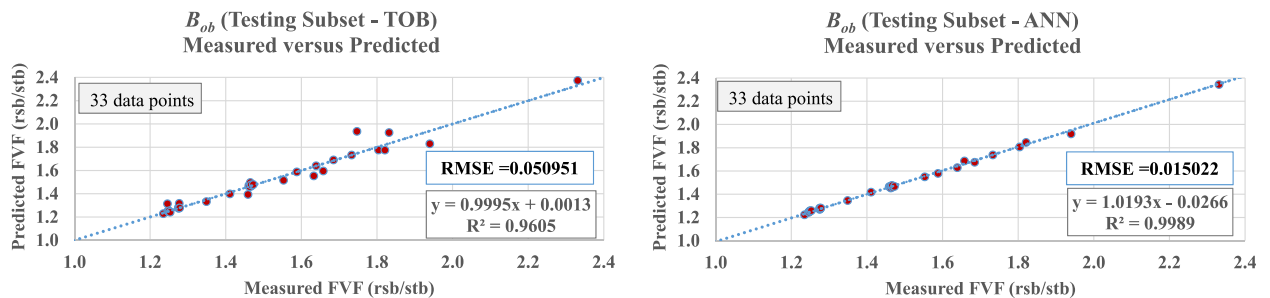 B_ob (Testing Subset - TOB)
Measured versus Predicted
Predicted FVF (rsb/stb)
2.4
2.2
2.0
1.8
1.6
1.4
1.2
1.0
33 data points
RMSE =0.050951
y = 0.9995x + 0.0013
R² = 0.9605
1.0 1.2 1.4 1.6 1.8 2.0 2.2 2.4
Measured FVF (rsb/stb)
B_ob (Testing Subset - ANN)
Measured versus Predicted
Predicted FVF (rsb/stb)
2.4
2.2
2.0
1.8
1.6
1.4
1.2
1.0
33 data points
RMSE =0.015022
y = 1.0193x - 0.0266
R² = 0.9989
1.0 1.2 1.4 1.6 1.8 2.0 2.2 2.4
Measured FVF (rsb/stb)